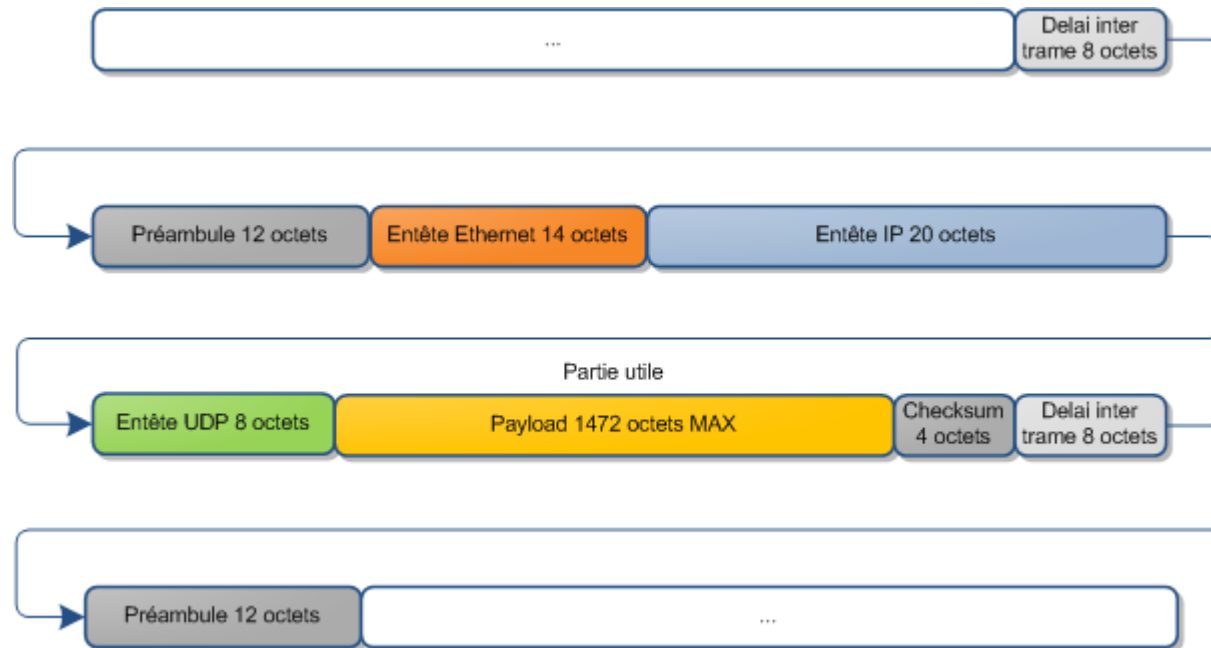 ...
Delai inter
trame 8 octets
Préambule 12 octets
Entête Ethernet 14 octets
Entête IP 20 octets
Partie utile
Entête UDP 8 octets
Payload 1472 octets MAX
Checksum
4 octets
Delai inter
trame 8 octets
Préambule 12 octets
...